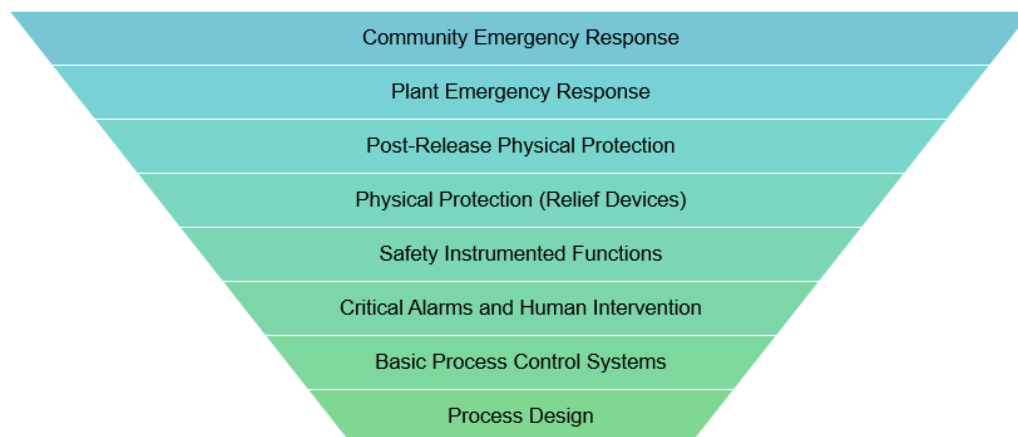 Community Emergency Response
Plant Emergency Response
Post-Release Physical Protection
Physical Protection (Relief Devices)
Safety Instrumented Functions
Critical Alarms and Human Intervention
Basic Process Control Systems
Process Design